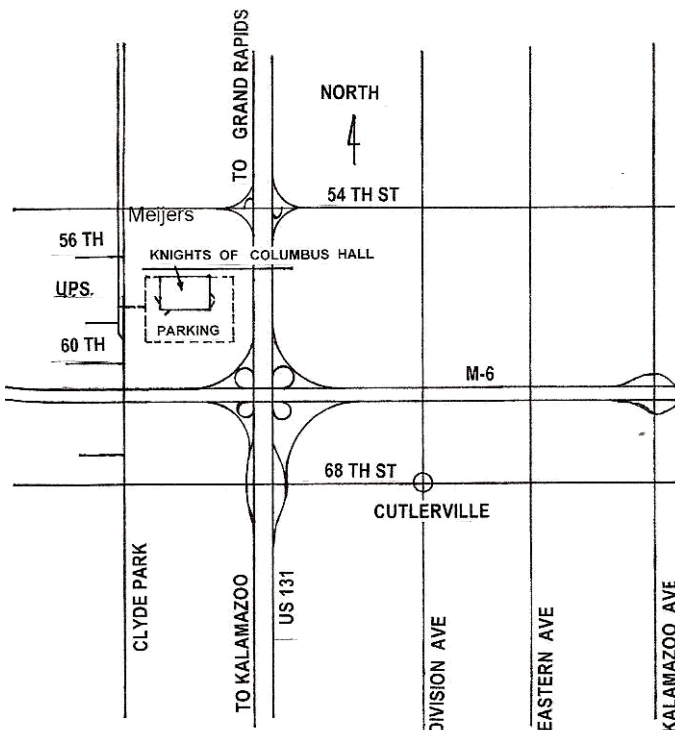 TO GRAND RAPIDS
NORTH
54 TH ST
Meijers
56 TH
KNIGHTS OF COLUMBUS HALL
UPS.
PARKING
60 TH
M-6
68 TH ST
CUTLERVILLE
CLYDE PARK
TO KALAMAZOO
US 131
DIVISION AVE
EASTERN AVE
KALAMAZOO AVE